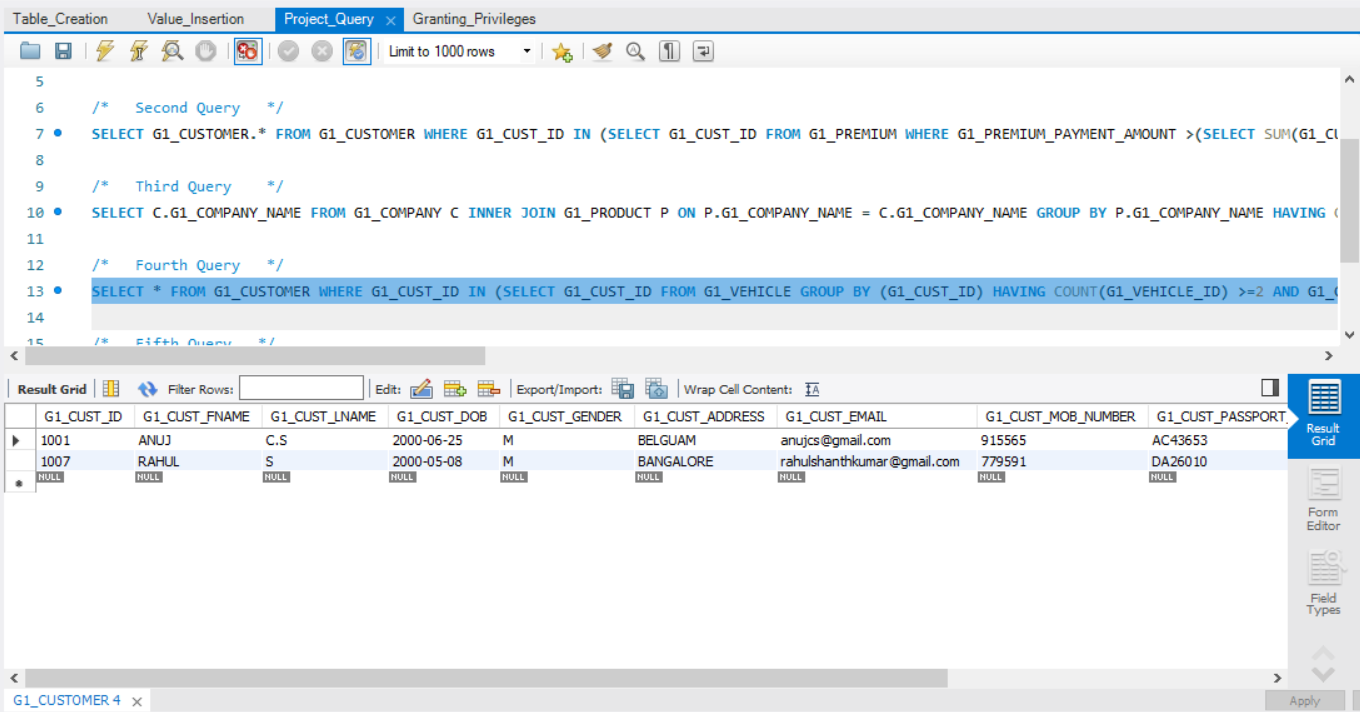 Table_Creation Value_Insertion Project_Query Granting_Privileges
Limit to 1000 rows
5
6 /* Second Query */
7 SELECT G1_CUSTOMER.* FROM G1_CUSTOMER WHERE G1_CUST_ID IN (SELECT G1_CUST_ID FROM G1_PREMIUM WHERE G1_PREMIUM_PAYMENT_AMOUNT >(SELECT SUM(G1_CU
8
9 /* Third Query */
10 SELECT C.G1_COMPANY_NAME FROM G1_COMPANY C INNER JOIN G1_PRODUCT P ON P.G1_COMPANY_NAME = C.G1_COMPANY_NAME GROUP BY P.G1_COMPANY_NAME HAVING
11
12 /* Fourth Query */
13 SELECT * FROM G1_CUSTOMER WHERE G1_CUST_ID IN (SELECT G1_CUST_ID FROM G1_VEHICLE GROUP BY (G1_CUST_ID) HAVING COUNT(G1_VEHICLE_ID) >=2 AND G1_
14
15 /* Fifth Query */
Result Grid Filter Rows: Edit: Export/Import: Wrap Cell Content:
G1_CUST_ID G1_CUST_FNAME G1_CUST_LNAME G1_CUST_DOB G1_CUST_GENDER G1_CUST_ADDRESS G1_CUST_EMAIL G1_CUST_MOB_NUMBER G1_CUST_PASSPORT_
1001 ANUJ C.S 2000-06-25 M BELGUAM anujcs@gmail.com 915565 AC43653
1007 RAHUL S 2000-05-08 M BANGALORE rahulshanthkumar@gmail.com 779591 DA26010
NULL NULL NULL NULL NULL NULL NULL NULL NULL
Result
Grid
Form
Editor
Field
Types
G1_CUSTOMER 4
Apply